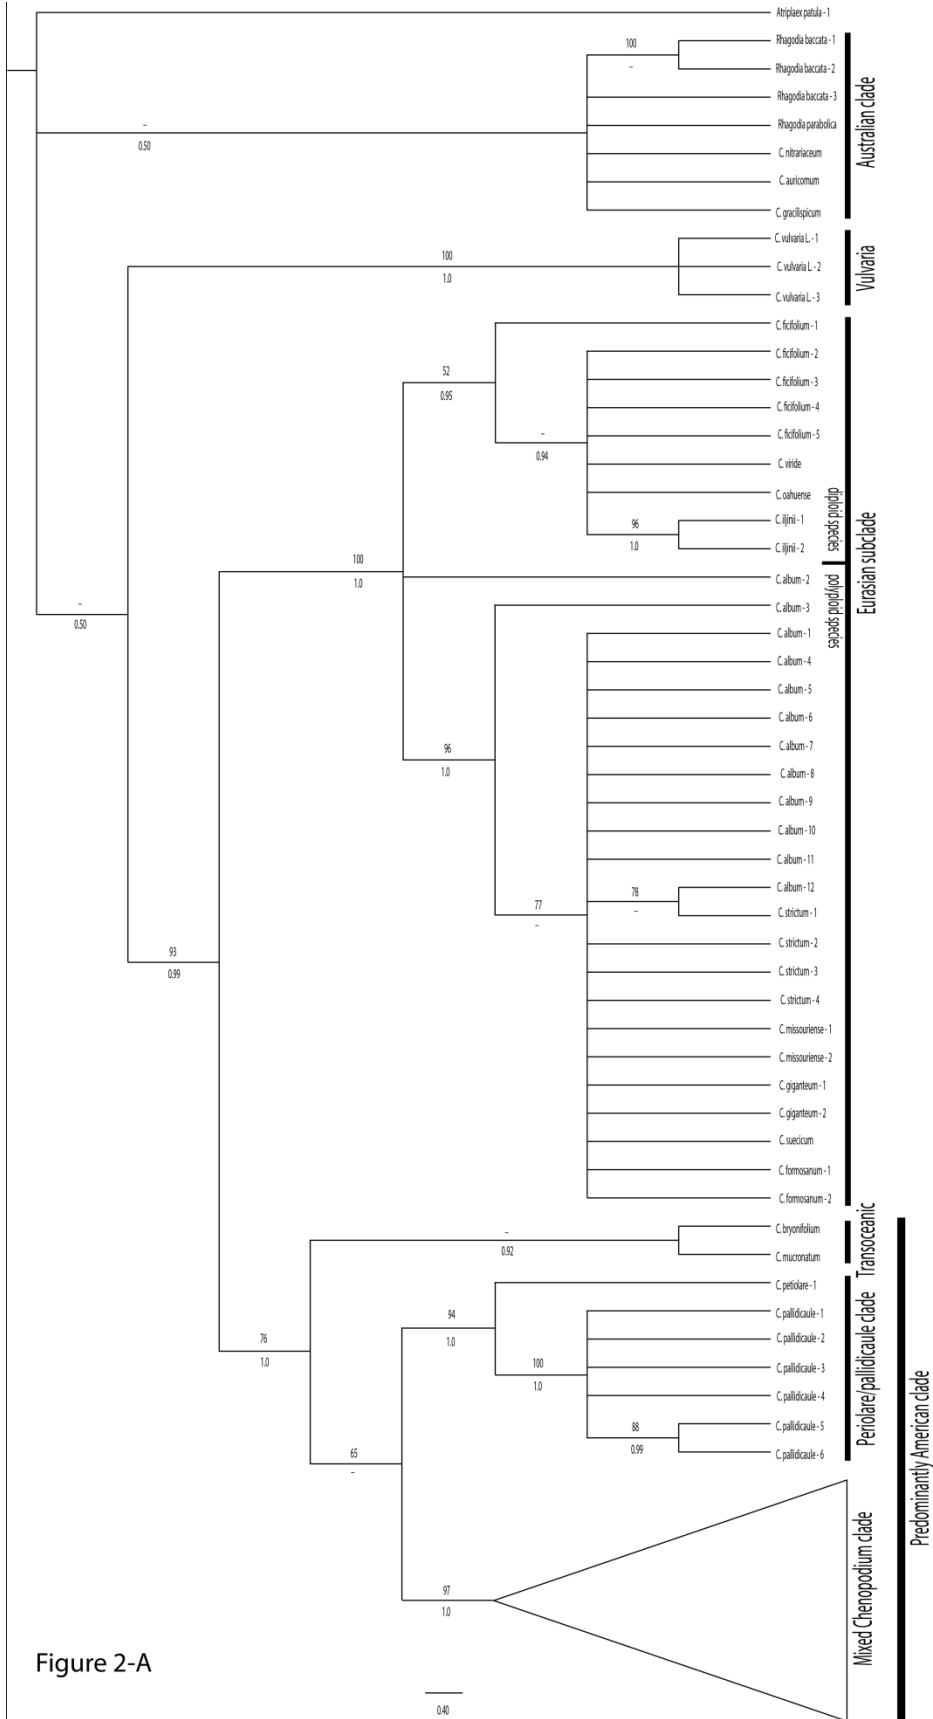 Atriplaex patula - 1
Rhagodia baccata - 1
100
–
Rhagodia baccata - 2
Rhagodia baccata - 3
Rhagodia parabolica
–
0.50
C. nitrariaceum
C. auricomum
C. gracilispicum
Australian clade
C. vulvaria L. - 1
100
1.0
C. vulvaria L. - 2
C. vulvaria L. - 3
Vulvaria
C. ficifolium - 1
C. ficifolium - 2
52
0.95
C. ficifolium - 3
C. ficifolium - 4
C. ficifolium - 5
–
0.94
C. viride
C. oahuense
C. iljinii - 1
96
1.0
C. iljinii - 2
diploid species
100
1.0
C. album - 2
polyploid species
Eurasian subclade
C. album - 3
–
0.50
C. album - 1
C. album - 4
C. album - 5
C. album - 6
C. album - 7
96
1.0
C. album - 8
C. album - 9
C. album - 10
C. album - 11
C. album - 12
78
–
77
–
C. strictum - 1
C. strictum - 2
93
0.99
C. strictum - 3
C. strictum - 4
C. missouriense - 1
C. missouriense - 2
C. giganteum - 1
C. giganteum - 2
C. suecicum
C. formosanum - 1
C. formosanum - 2
C. bryonifolium
–
0.92
C. mucronatum
Transoceanic
C. petiolare - 1
C. pallidicaule - 1
94
1.0
C. pallidicaule - 2
76
1.0
100
1.0
C. pallidicaule - 3
C. pallidicaule - 4
C. pallidicaule - 5
88
0.99
C. pallidicaule - 6
Periolare/pallidicaule clade
65
–
97
1.0
Mixed Chenopodium clade
Predominantly American clade
Figure 2-A
0.40